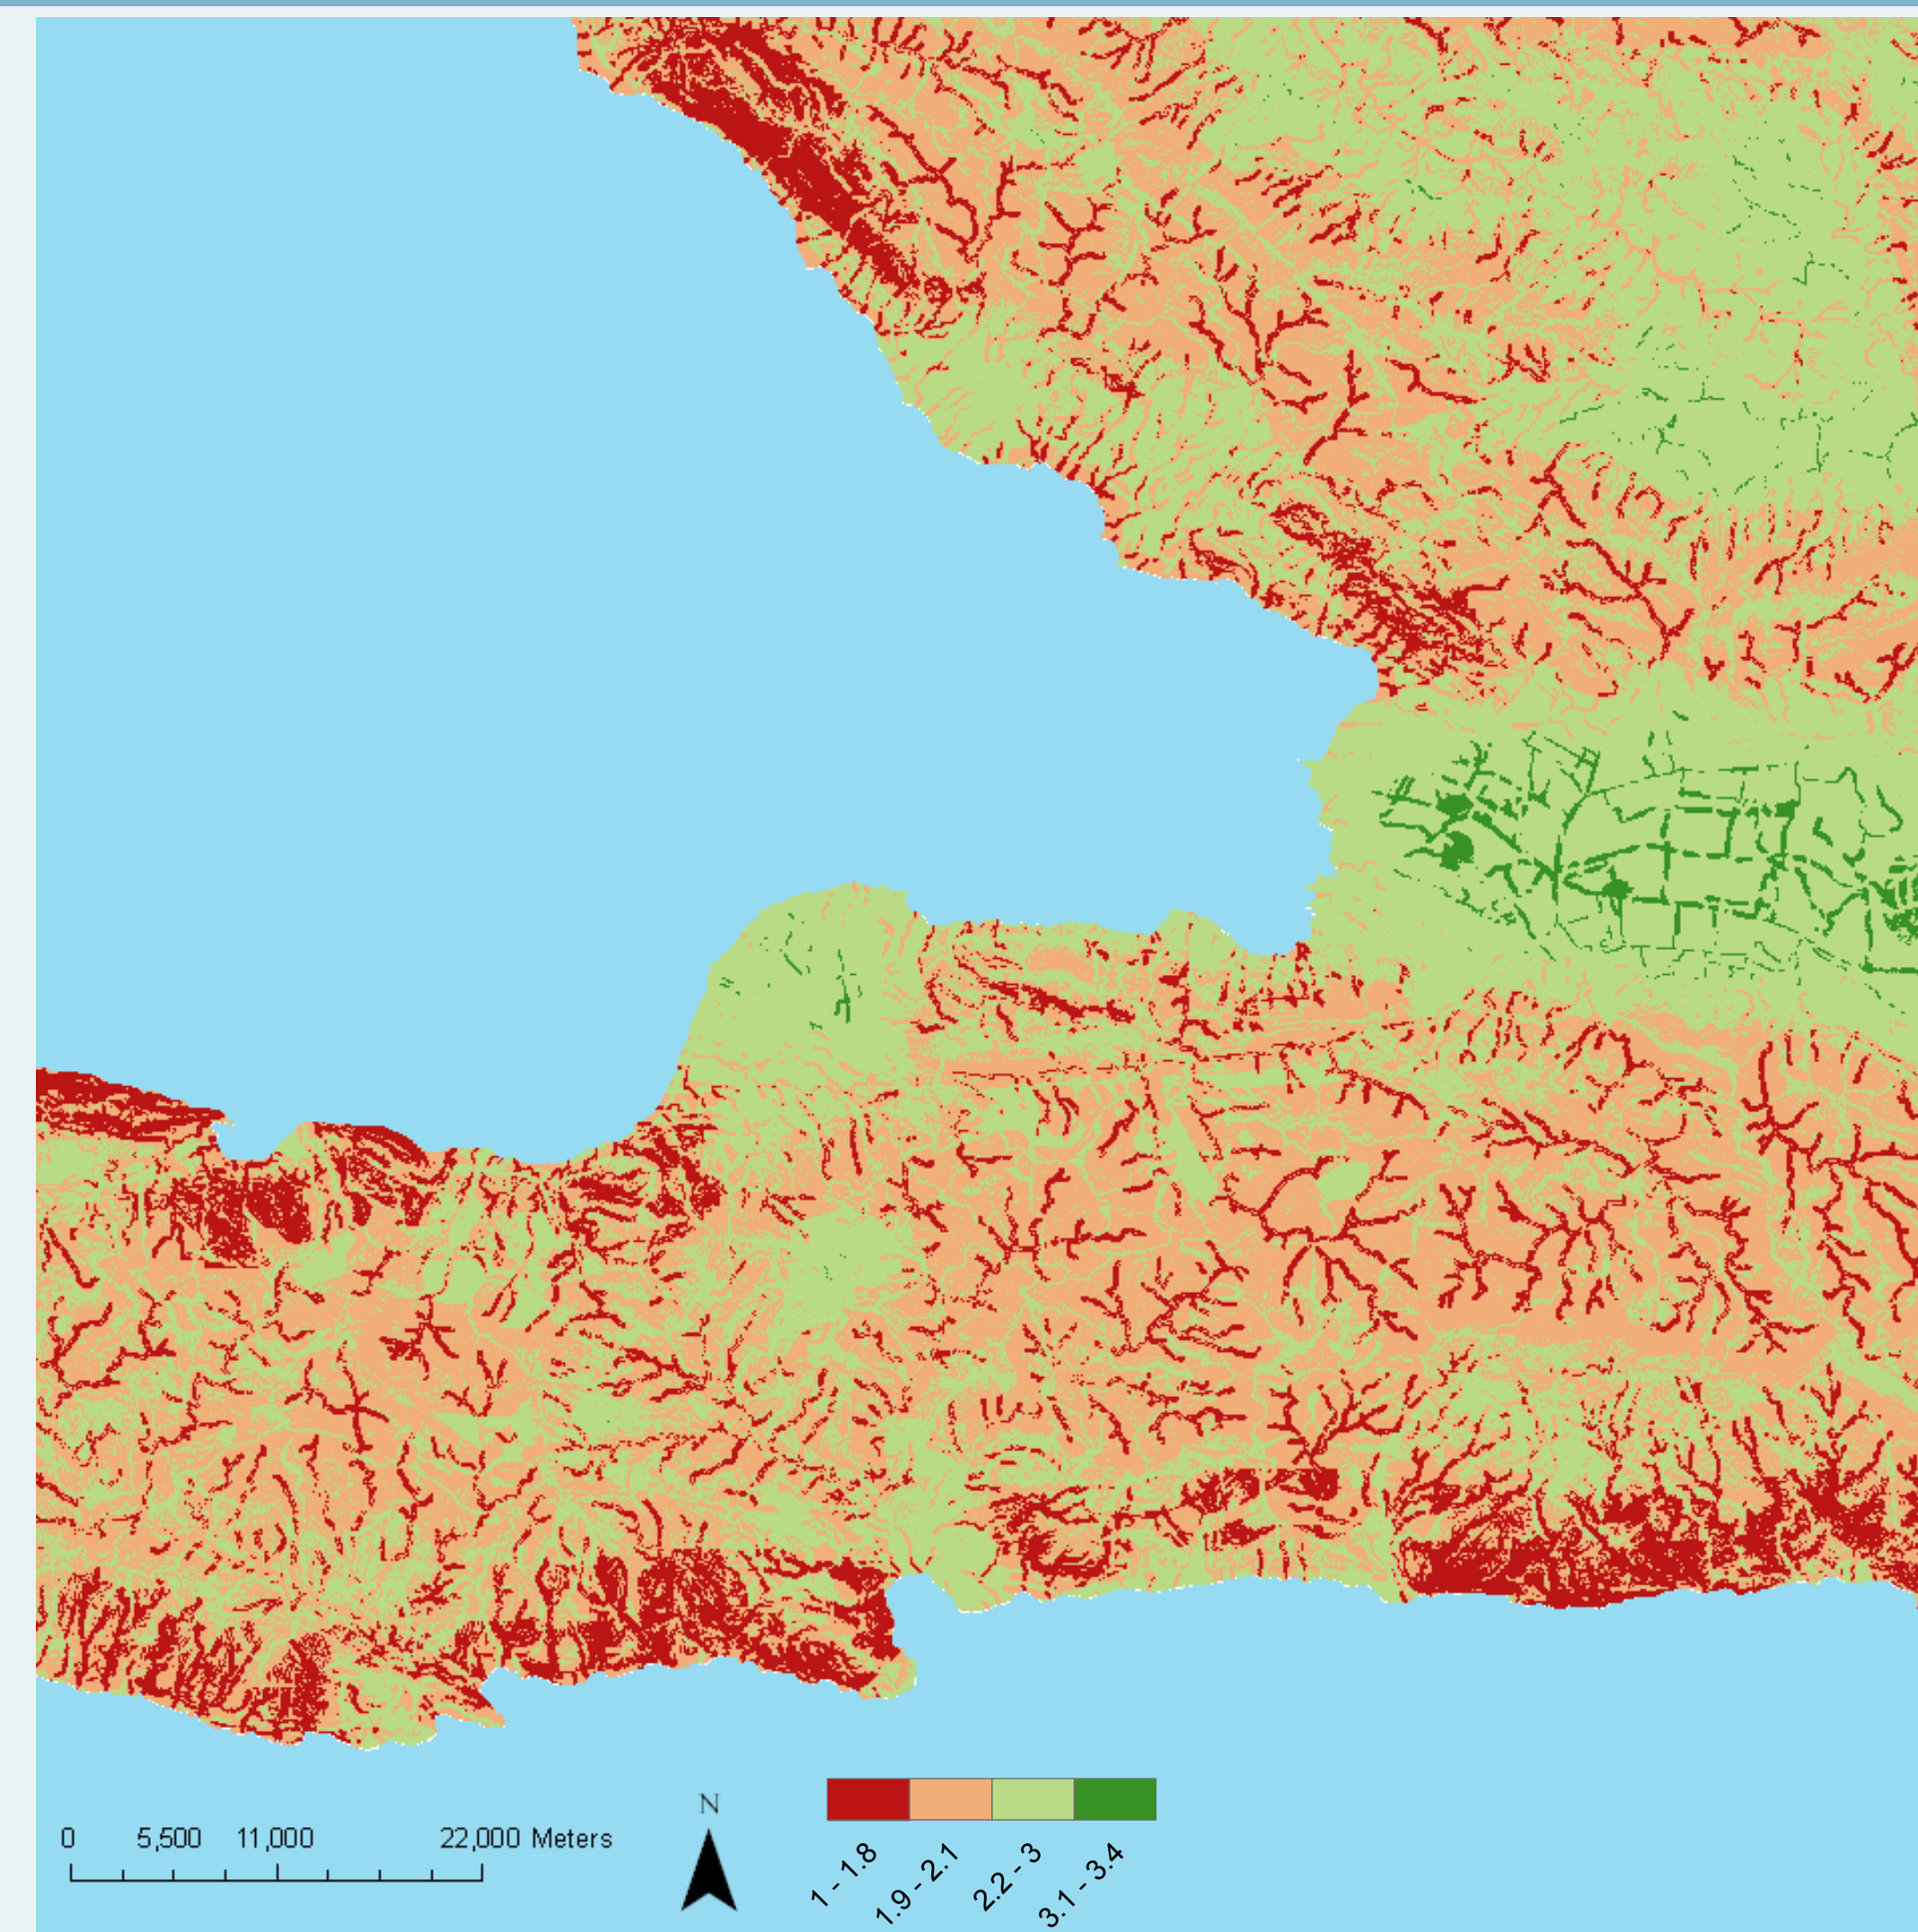 0 5,500 11,000 22,000 Meters
N
1 - 1.8
1.9 - 2.1
2.2 - 3
3.1 - 3.4